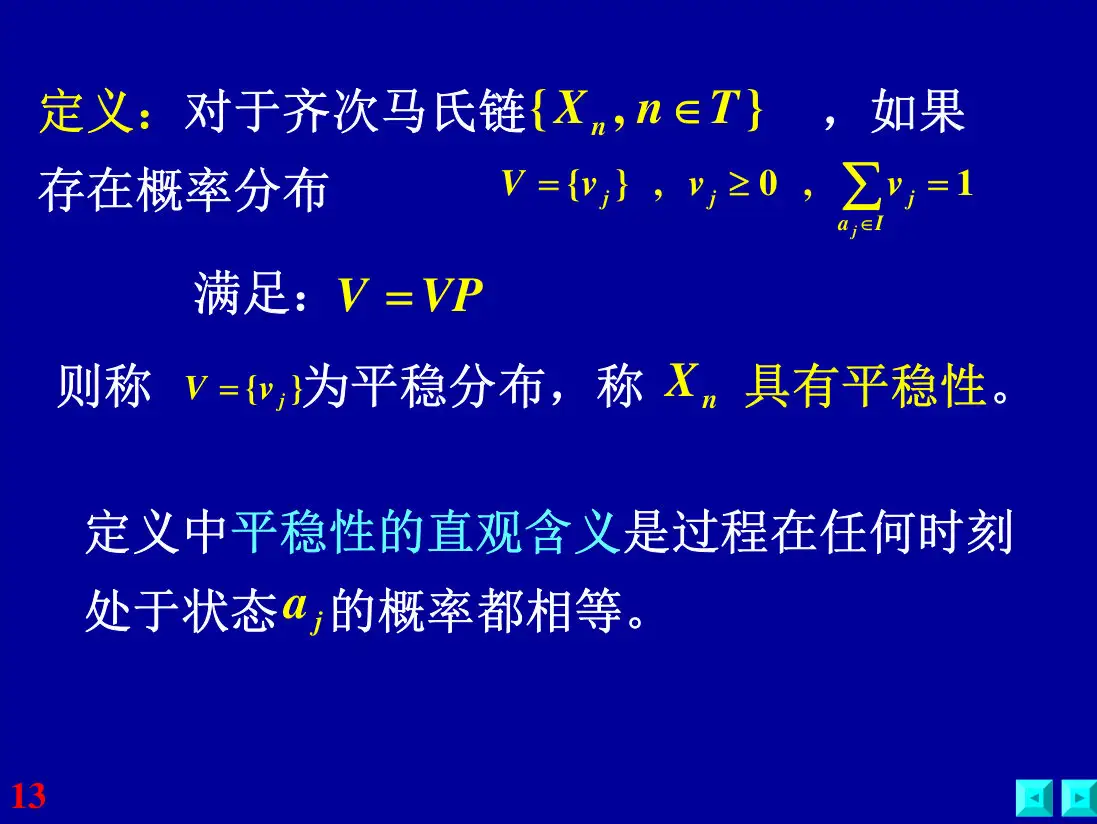 定义：对于齐次马氏链{X_n, n∈T} ，如果
存在概率分布 V={v_j} , v_j≥0 , ∑_{a_j∈I} v_j=1
满足：V=VP
则称 V={v_j}为平稳分布，称 X_n 具有平稳性。
定义中平稳性的直观含义是过程在任何时刻
处于状态a_j的概率都相等。
13